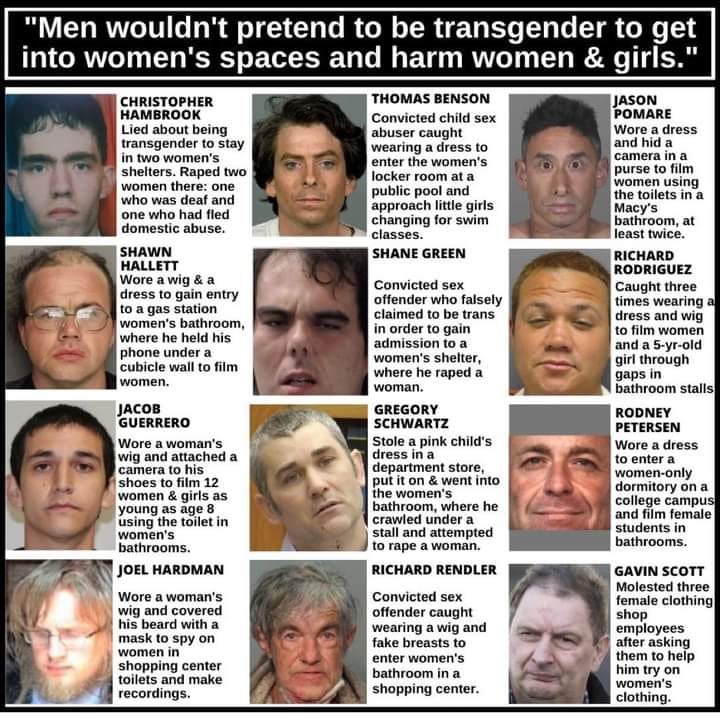 "Men wouldn't pretend to be transgender to get
into women's spaces and harm women & girls."
CHRISTOPHER
HAMBROOK
Lied about being
transgender to stay
in two women's
shelters. Raped two
women there: one
who was deaf and
one who had fled
domestic abuse.
THOMAS BENSON
Convicted child sex
abuser caught
wearing a dress to
enter the women's
locker room at a
public pool and
approach little girls
changing for swim
classes.
JASON
POMARE
Wore a dress
and hid a
camera in a
purse to film
women using
the toilets in a
Macy's
bathroom, at
least twice.
SHAWN
HALLETT
Wore a wig & a
dress to gain entry
to a gas station
women's bathroom,
where he held his
phone under a
cubicle wall to film
women.
SHANE GREEN
Convicted sex
offender who falsely
claimed to be trans
in order to gain
admission to a
women's shelter,
where he raped a
woman.
RICHARD
RODRIGUEZ
Caught three
times wearing a
dress and wig
to film women
and a 5-yr-old
girl through
gaps in
bathroom stalls
JACOB
GUERRERO
Wore a woman's
wig and attached a
camera to his
shoes to film 12
women & girls as
young as age 8
using the toilet in
women's
bathrooms.
GREGORY
SCHWARTZ
Stole a pink child's
dress in a
department store,
put it on & went into
the women's
bathroom, where he
crawled under a
stall and attempted
to rape a woman.
RODNEY
PETERSEN
Wore a dress
to enter a
women-only
dormitory on a
college campus
and film female
students in
bathrooms.
JOEL HARDMAN
Wore a woman's
wig and covered
his beard with a
mask to spy on
women in
shopping center
toilets and make
recordings.
RICHARD RENDLER
Convicted sex
offender caught
wearing a wig and
fake breasts to
enter women's
bathroom in a
shopping center.
GAVIN SCOTT
Molested three
female clothing
shop
employees
after asking
them to help
him try on
women's
clothing.